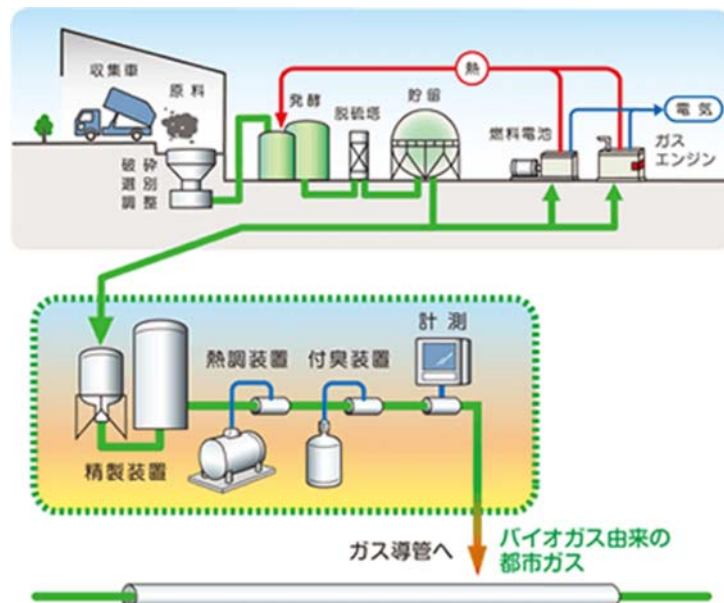 収集車
原料
破砕
選別
調整
発酵
脱硫塔
貯留
熱
燃料電池
電気
ガス
エンジン
精製装置
熱調装置
付臭装置
計測
ガス導管へ
バイオガス由来の
都市ガス